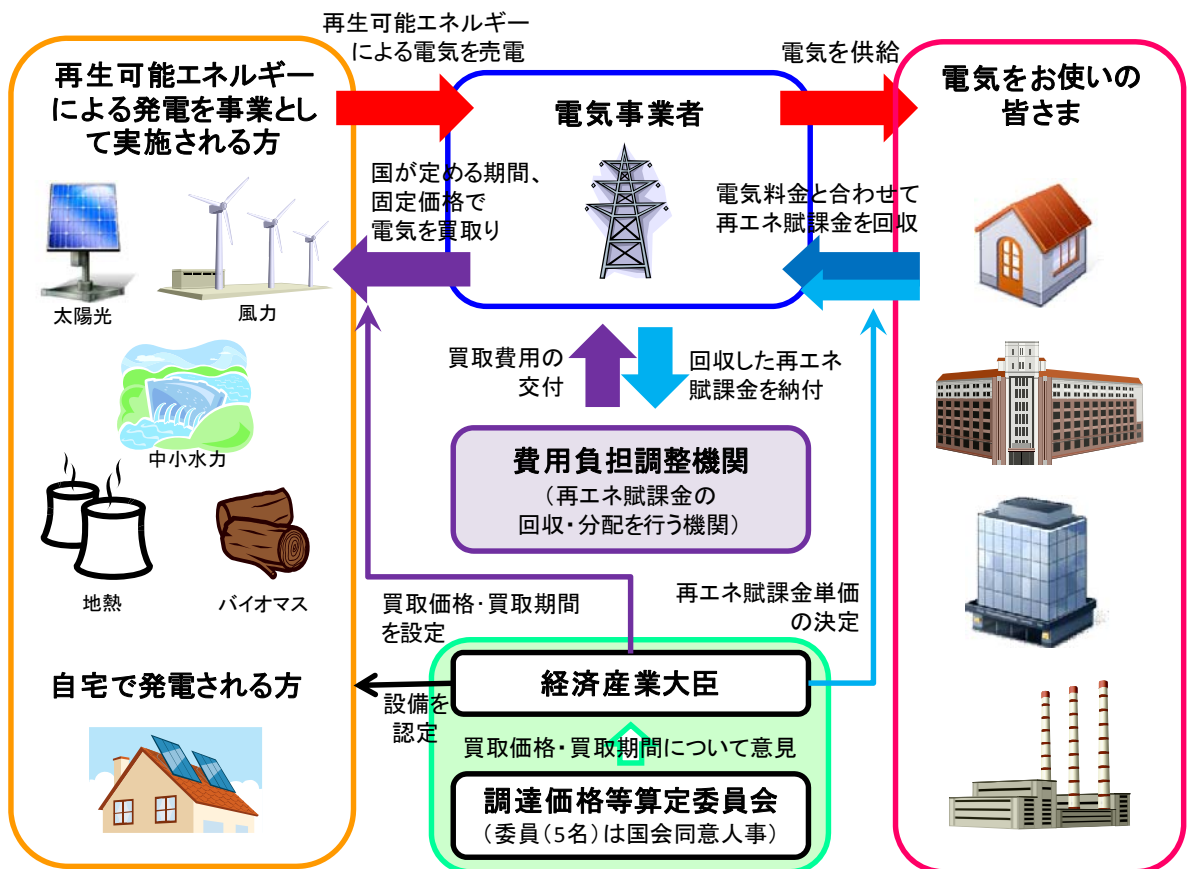 再生可能エネルギー
による電気を売電
電気を供給
再生可能エネルギー
による発電を事業とし
て実施される方
電気事業者
電気をお使いの
皆さま
国が定める期間、
固定価格で
電気を買取り
電気料金と合わせて
再エネ賦課金を回収
太陽光
風力
買取費用の
交付
回収した再エネ
賦課金を納付
中小水力
費用負担調整機関
（再エネ賦課金の
回収・分配を行う機関）
地熱
バイオマス
買取価格・買取期間
を設定
再エネ賦課金単価
の決定
自宅で発電される方
設備を
認定
経済産業大臣
買取価格・買取期間について意見
調達価格等算定委員会
（委員（5名）は国会同意人事）